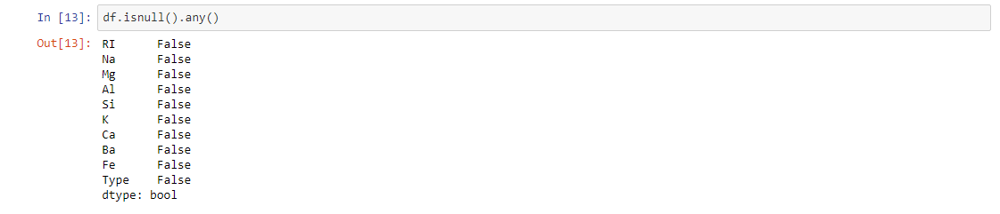 In [13]: df.isnull().any()
Out[13]: RI      False
Na      False
Mg      False
Al      False
Si      False
K       False
Ca      False
Ba      False
Fe      False
Type    False
dtype: bool